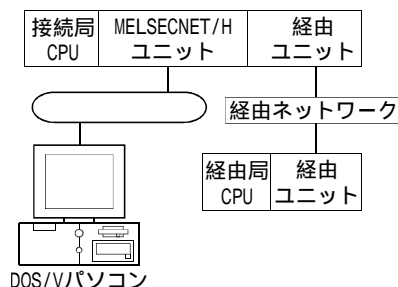 接続局
CPU
MELSECNET/H
ユニット
経由
ユニット
経由ネットワーク
経由局
CPU
経由
ユニット
DOS/Vパソコン